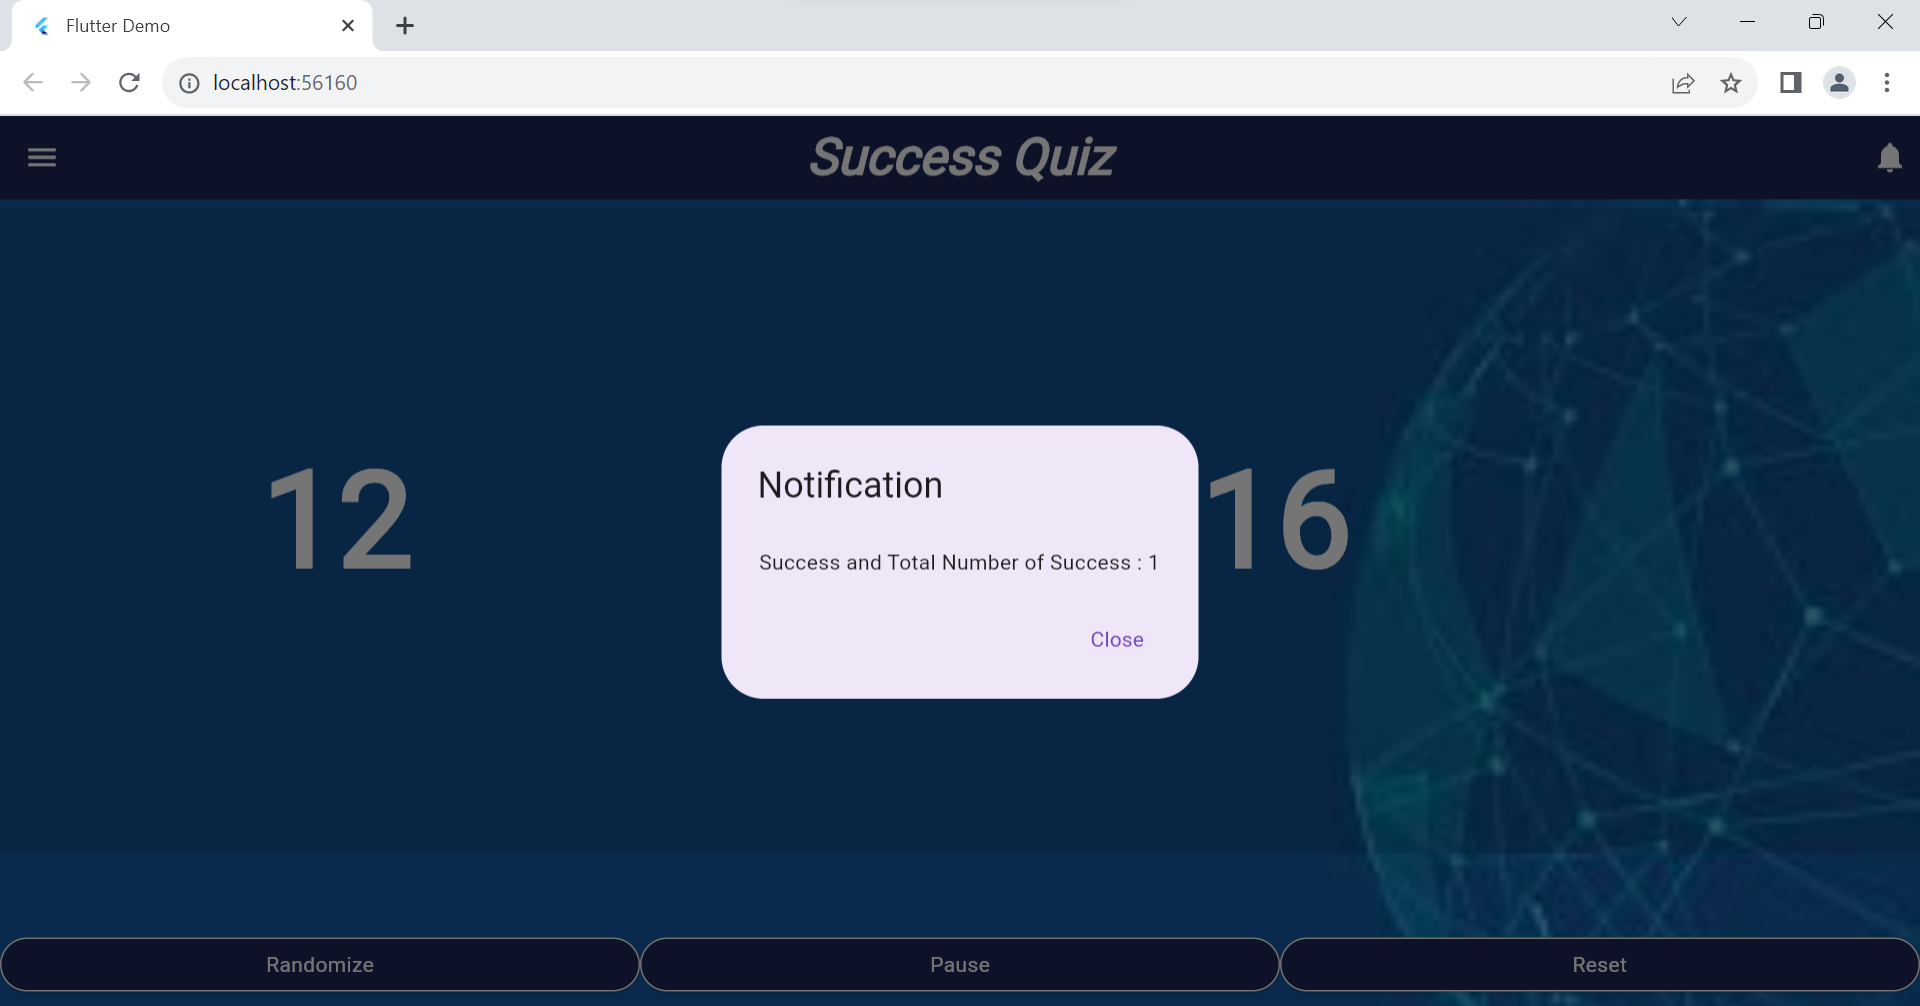 Flutter Demo
localhost:56160
Success Quiz
12
16
Notification
Success and Total Number of Success : 1
Close
Randomize
Pause
Reset